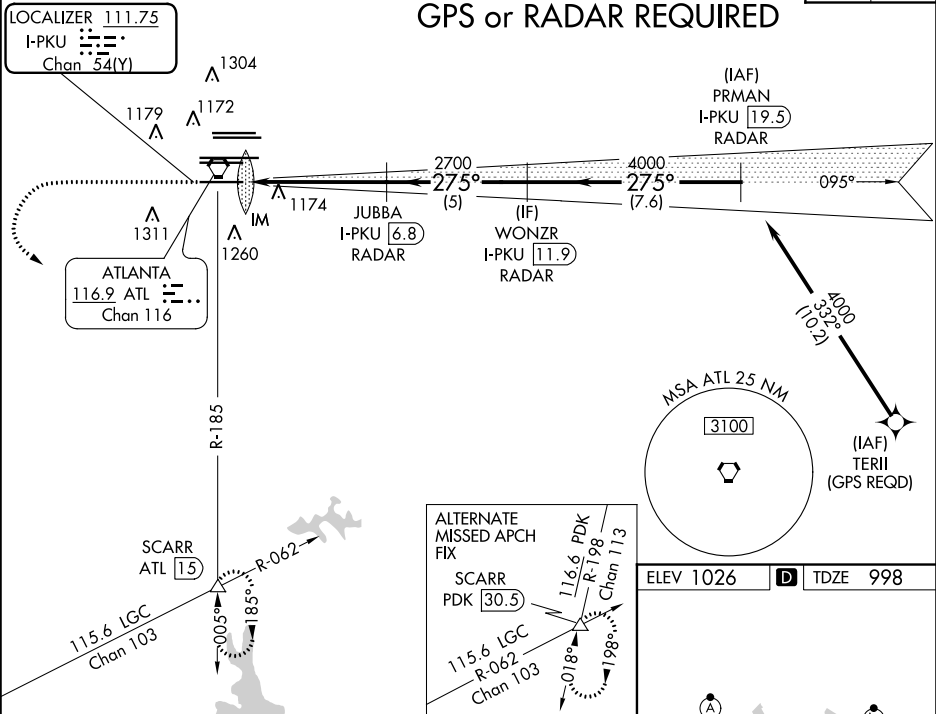 GPS or RADAR REQUIRED
LOCALIZER 111.75
I-PKU
Chan 54(Y)
1304
1179
1172
1174
1311
1260
IM
(IAF)
PRMAN
I-PKU 19.5
RADAR
2700
275°
(5)
4000
275°
(7.6)
095°
JUBBA
I-PKU 6.8
RADAR
(IF)
WONZR
I-PKU 11.9
RADAR
ATLANTA
116.9 ATL
Chan 116
4000
332°
(10.2)
(IAF)
TERII
(GPS REQD)
MSA ATL 25 NM
3100
R-185
SCARR
ATL 15
R-062
115.6 LGC
Chan 103
005°
185°
ALTERNATE
MISSED APCH
FIX
SCARR
PDK 30.5
116.6 PDK
R-198
Chan 113
115.6 LGC
R-062
Chan 103
018°
198°
ELEV 1026
D
TDZE 998
A